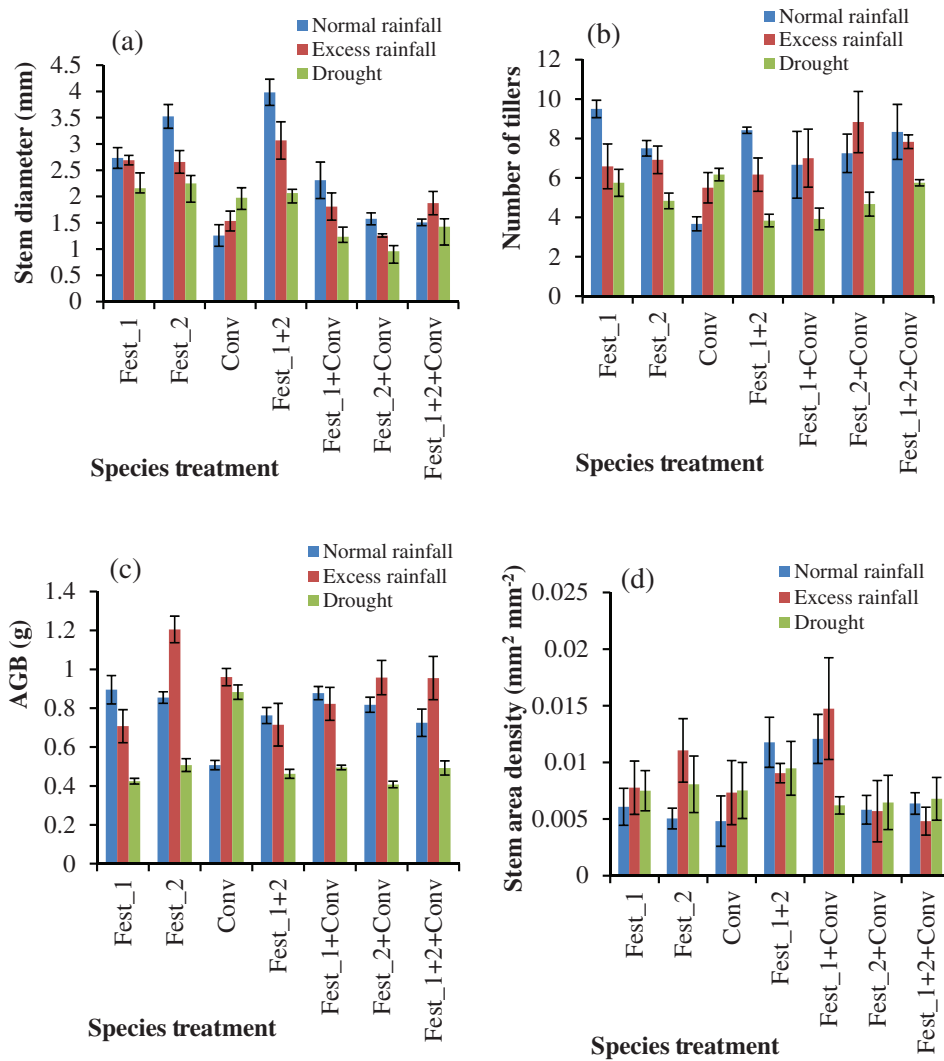 (a)
Normal rainfall
Excess rainfall
Drought
Stem diameter (mm)
4.5
4
3.5
3
2.5
2
1.5
1
0.5
0
Fest_1
Fest_2
Conv
Fest_1+2
Fest_1+Conv
Fest_2+Conv
Fest_1+2+Conv
Species treatment
(b)
Normal rainfall
Excess rainfall
Drought
Number of tillers
12
10
8
6
4
2
0
Fest_1
Fest_2
Conv
Fest_1+2
Fest_1+Conv
Fest_2+Conv
Fest_1+2+Conv
Species treatment
(c)
Normal rainfall
Excess rainfall
Drought
AGB (g)
1.4
1.2
1
0.8
0.6
0.4
0.2
0
Fest_1
Fest_2
Conv
Fest_1+2
Fest_1+Conv
Fest_2+Conv
Fest_1+2+Conv
Species treatment
(d)
Normal rainfall
Excess rainfall
Drought
Stem area density (mm² mm⁻²)
0.025
0.02
0.015
0.01
0.005
0
Fest_1
Fest_2
Conv
Fest_1+2
Fest_1+Conv
Fest_2+Conv
Fest_1+2+Conv
Species treatment